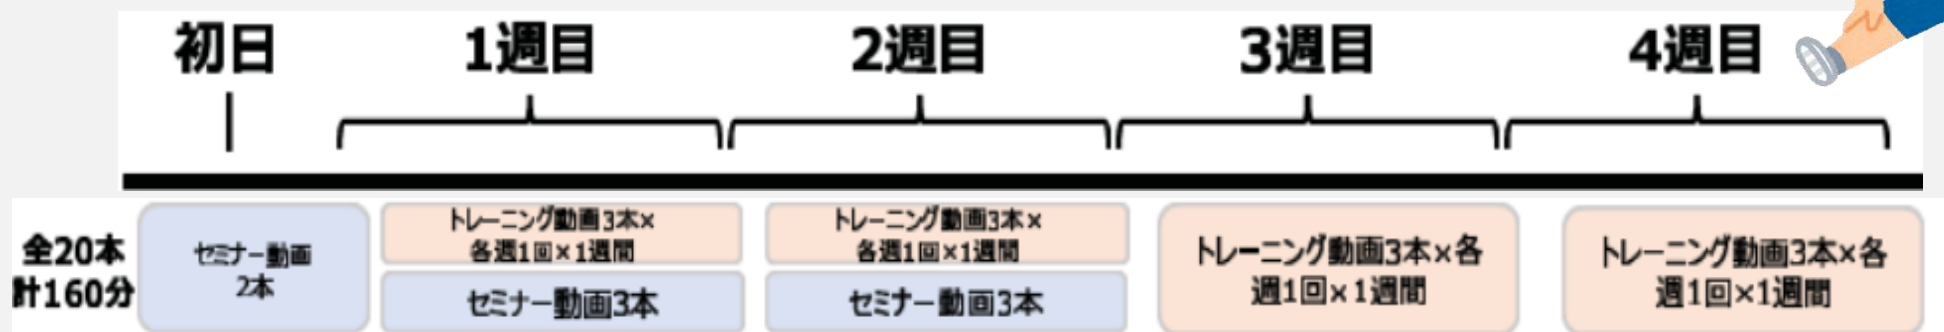 初日
1週目
2週目
3週目
4週目
全20本
計160分
セミナー動画
2本
トレーニング動画3本×
各週1回×1週間
セミナー動画3本
トレーニング動画3本×
各週1回×1週間
セミナー動画3本
トレーニング動画3本×各
週1回×1週間
トレーニング動画3本×各
週1回×1週間